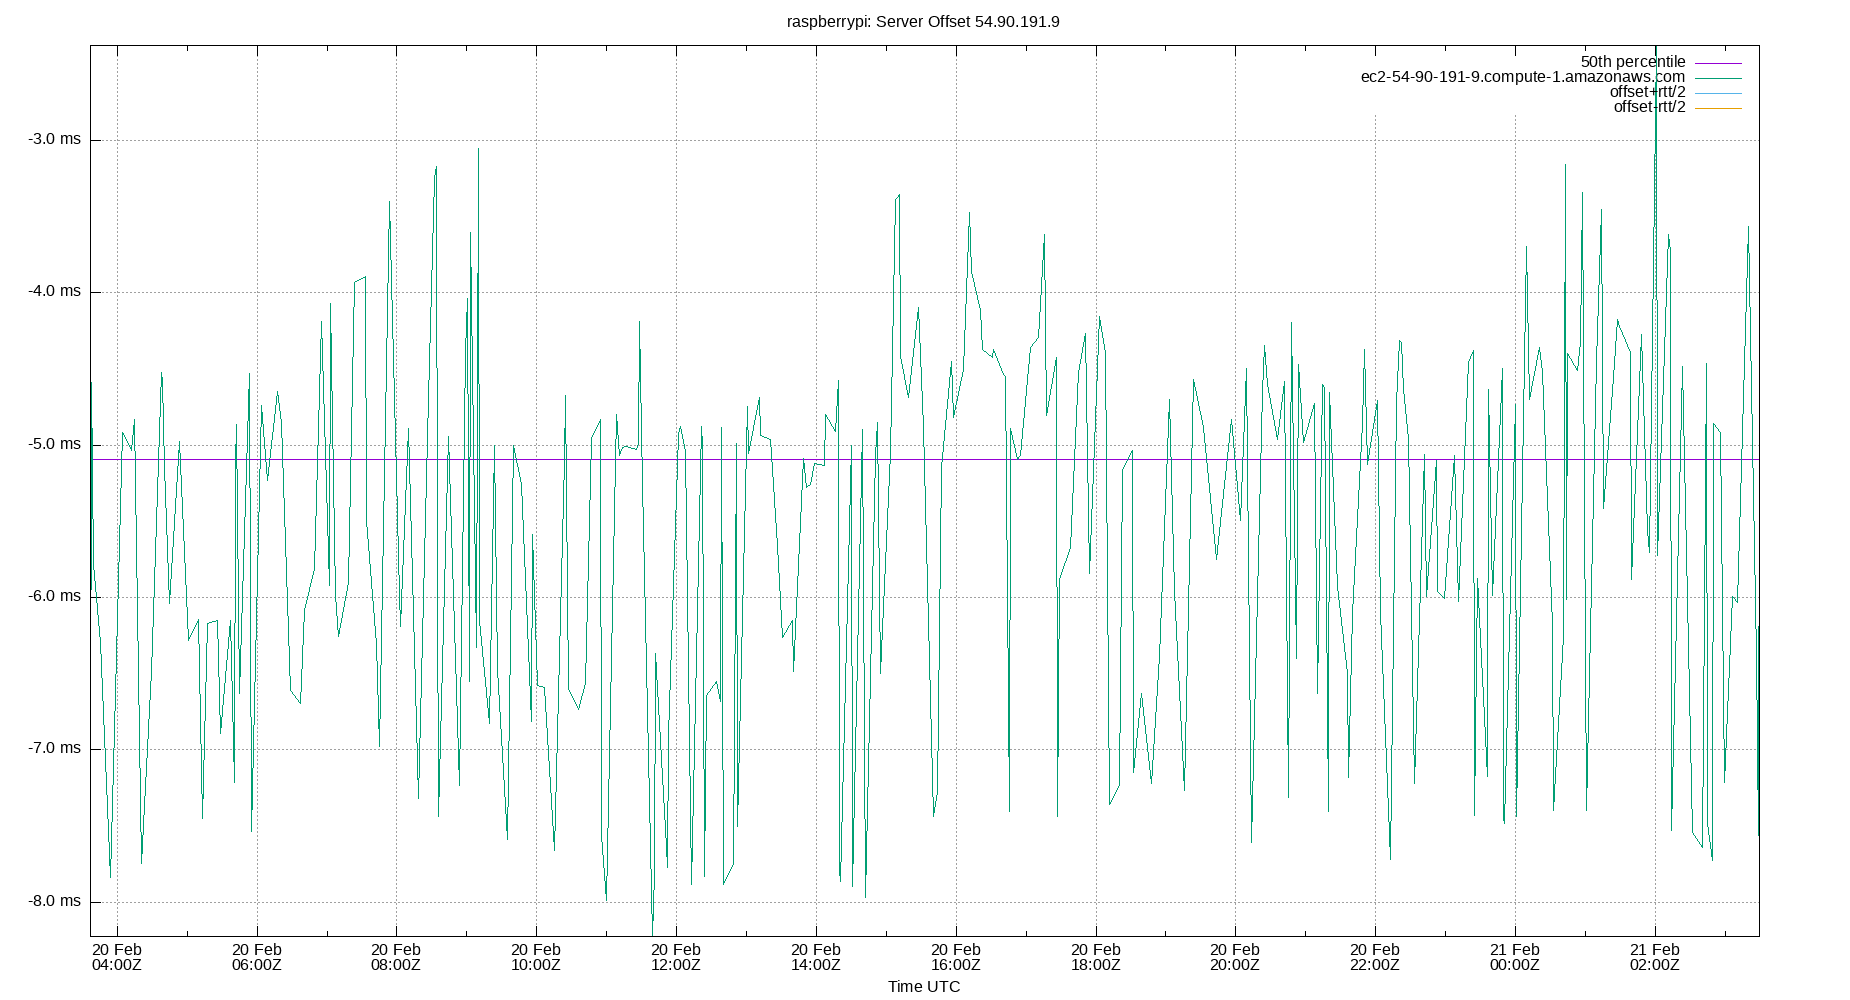 raspberrypi: Server Offset 54.90.191.9
50th percentile
ec2-54-90-191-9.compute-1.amazonaws.com
offset+rtt/2
offset-rtt/2
-3.0 ms
-4.0 ms
-5.0 ms
-6.0 ms
-7.0 ms
-8.0 ms
20 Feb 20 Feb 20 Feb 20 Feb 20 Feb 20 Feb 20 Feb 20 Feb 20 Feb 20 Feb 21 Feb 21 Feb
04:00Z 06:00Z 08:00Z 10:00Z 12:00Z 14:00Z 16:00Z 18:00Z 20:00Z 22:00Z 00:00Z 02:00Z
Time UTC